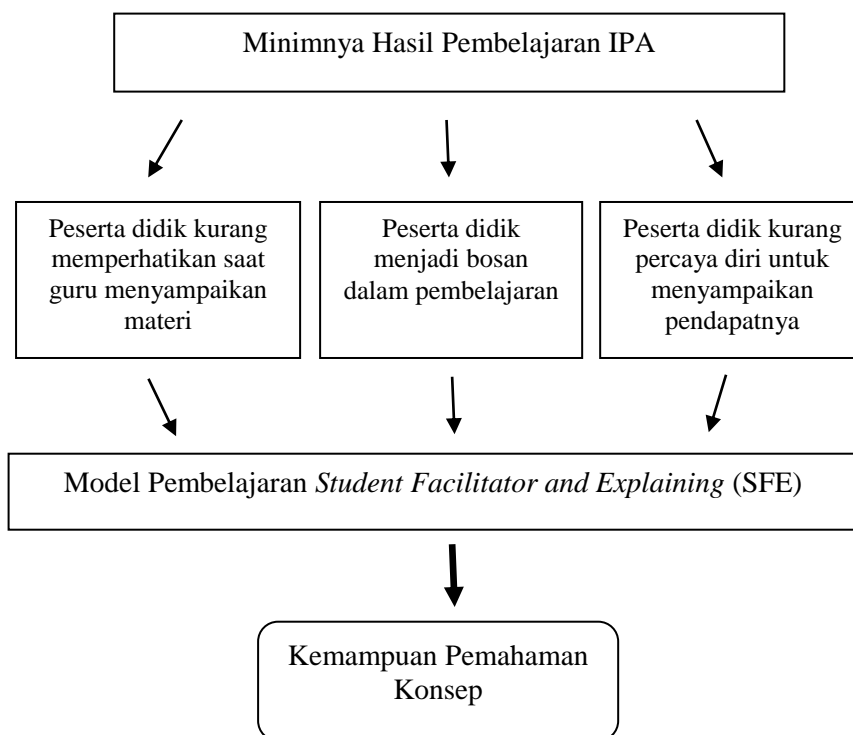 Minimnya Hasil Pembelajaran IPA
Peserta didik kurang
memperhatikan saat
guru menyampaikan
materi
Peserta didik
menjadi bosan
dalam pembelajaran
Peserta didik kurang
percaya diri untuk
menyampaikan
pendapatnya
Model Pembelajaran Student Facilitator and Explaining (SFE)
Kemampuan Pemahaman
Konsep